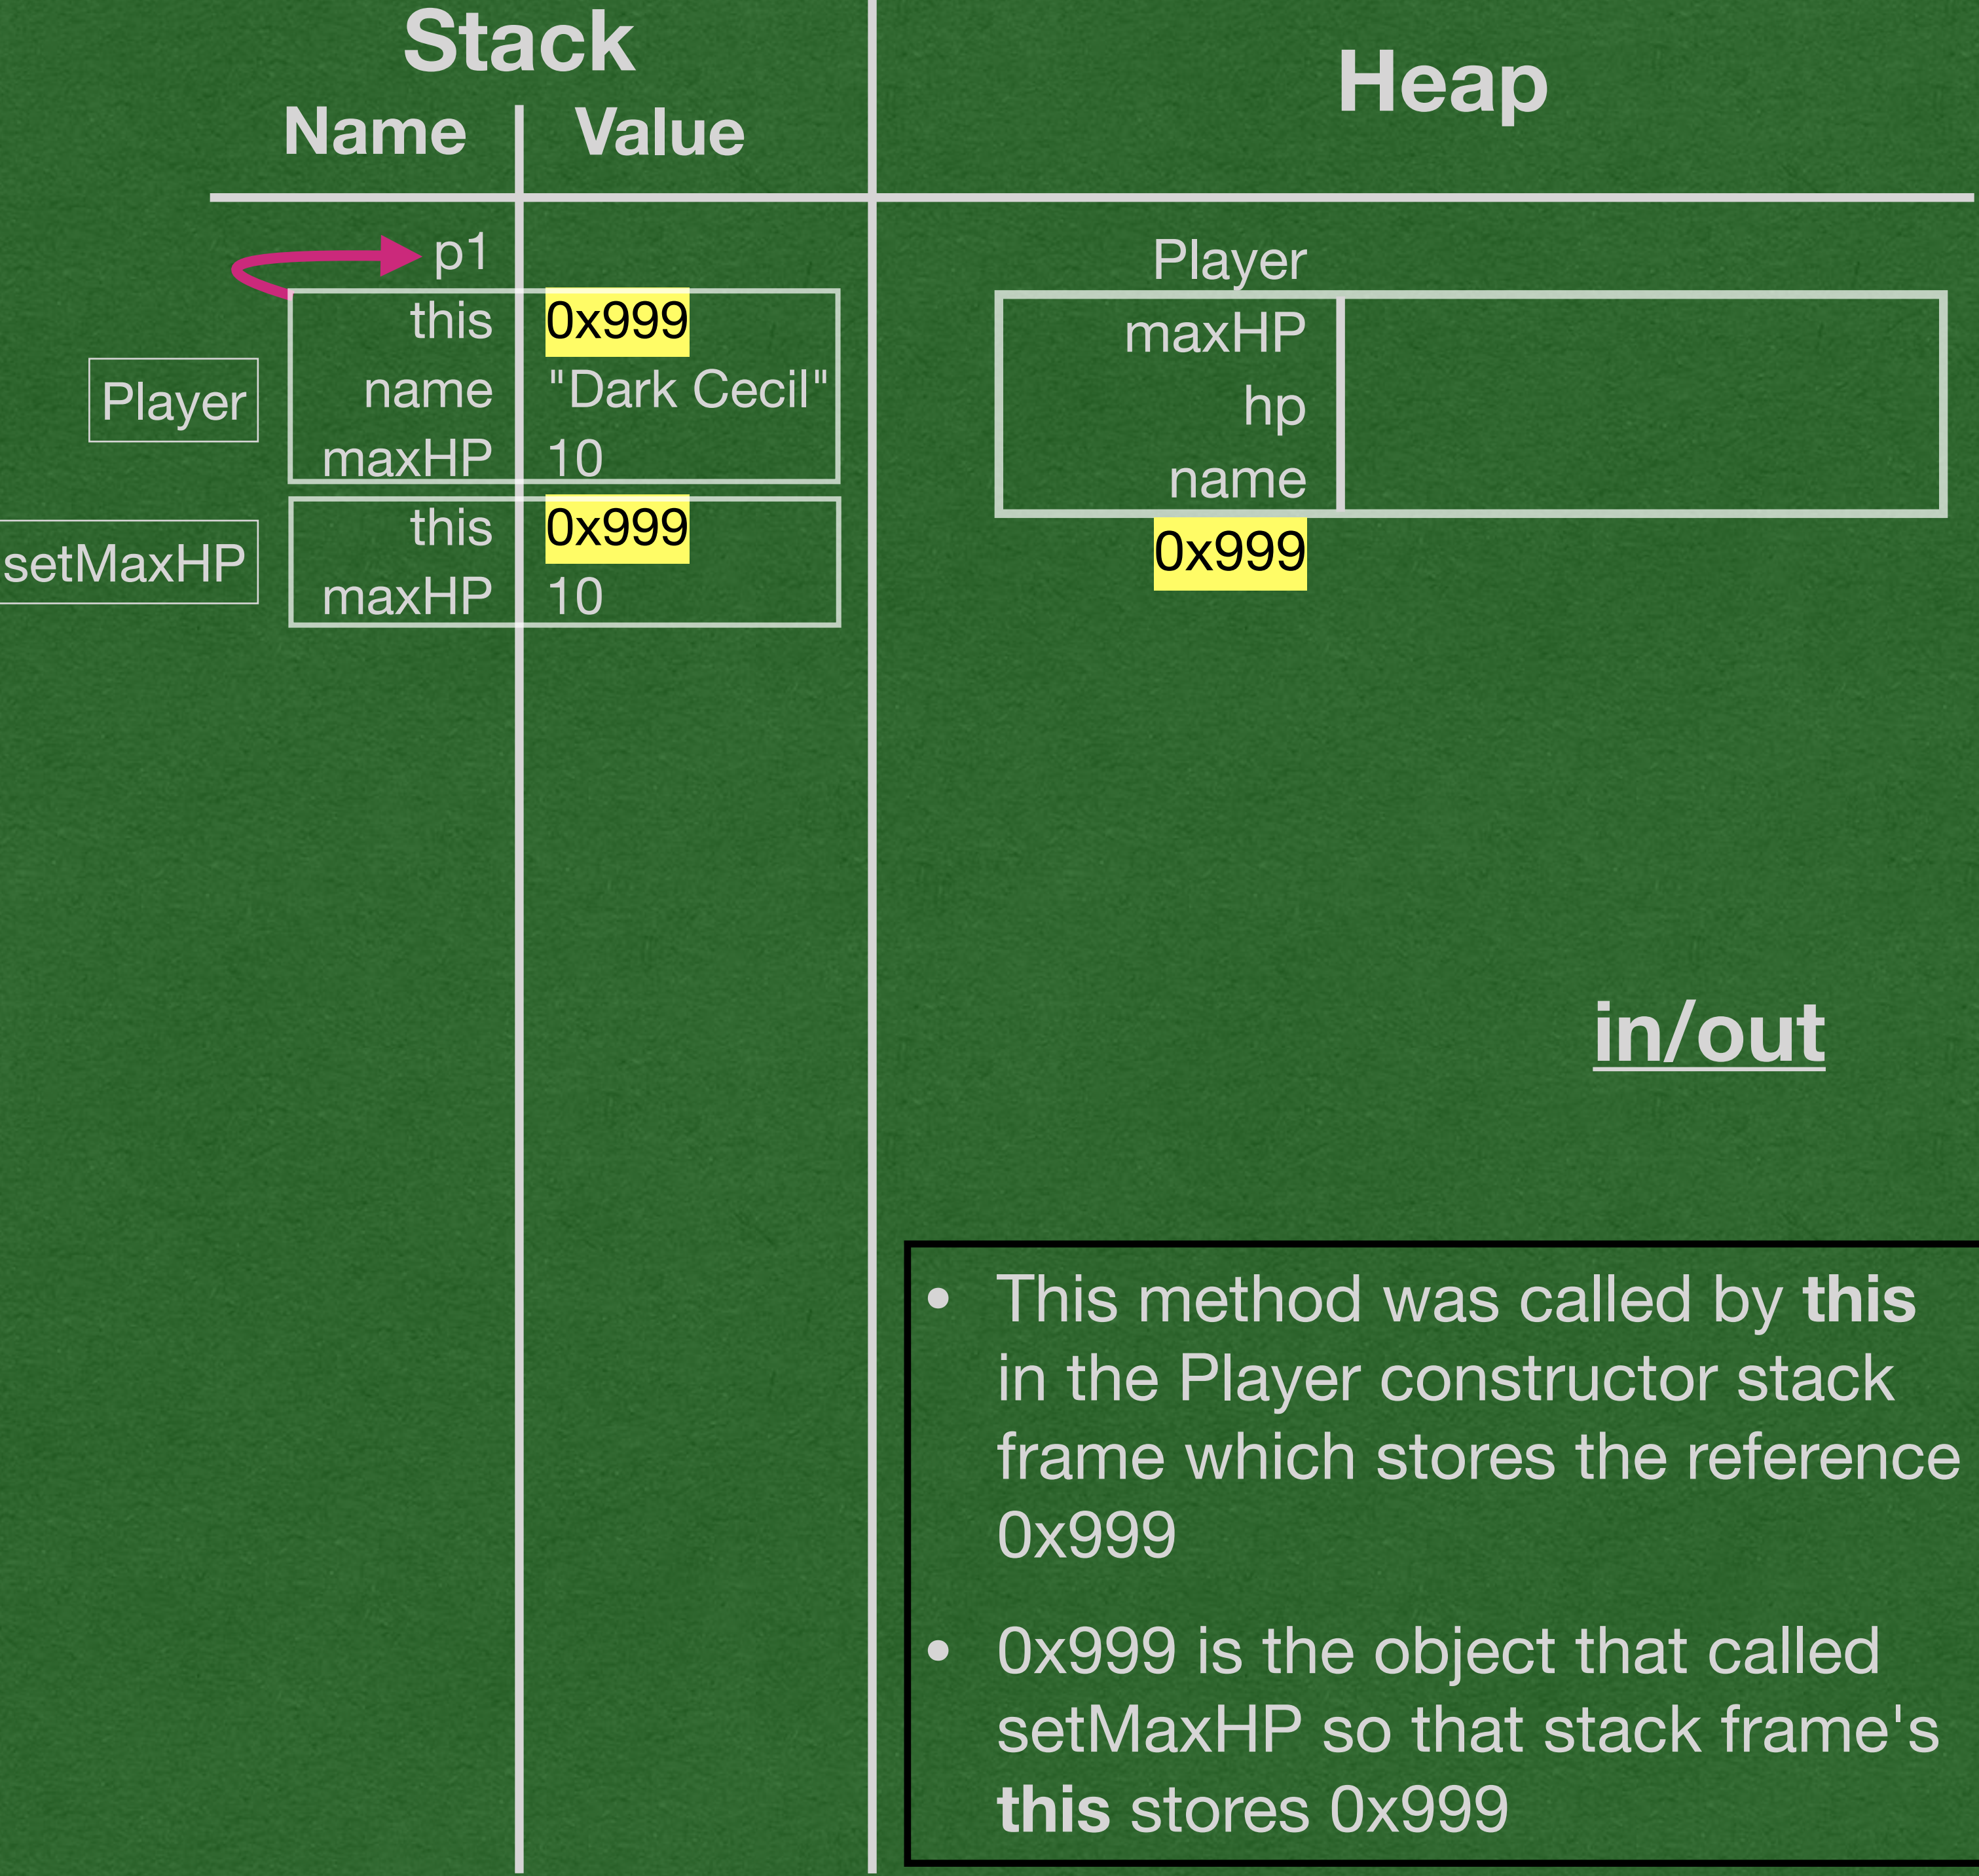 Stack
Heap
Name Value
p1
Player
this 0x999
name "Dark Cecil"
maxHP 10
Player
this 0x999
maxHP 10
setMaxHP
maxHP
hp
name
0x999
in/out
• This method was called by this
in the Player constructor stack
frame which stores the reference
0x999
• 0x999 is the object that called
setMaxHP so that stack frame's
this stores 0x999